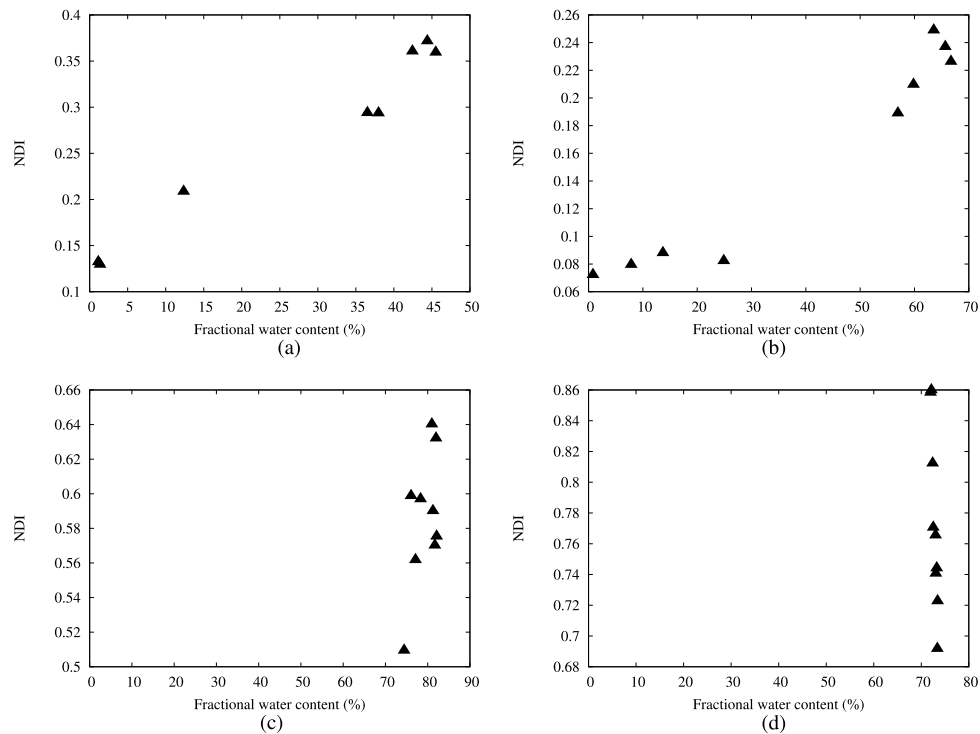 0.4
0.35
0.3
0.25
0.2
0.15
0.1
NDI
0 5 10 15 20 25 30 35 40 45 50
Fractional water content (%)
(a)
0.26
0.24
0.22
0.2
0.18
0.16
0.14
0.12
0.1
0.08
0.06
NDI
0 10 20 30 40 50 60 70
Fractional water content (%)
(b)
0.66
0.64
0.62
0.6
0.58
0.56
0.54
0.52
0.5
NDI
0 10 20 30 40 50 60 70 80 90
Fractional water content (%)
(c)
0.86
0.84
0.82
0.8
0.78
0.76
0.74
0.72
0.7
0.68
NDI
0 10 20 30 40 50 60 70 80
Fractional water content (%)
(d)